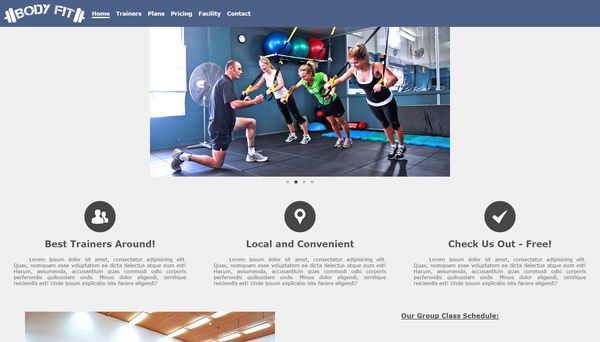 BODY FIT
Home Trainers Plans Pricing Facility Contact
Best Trainers Around!
Lorem ipsum dolor sit amet, consectetur adipisicing elit.
Quas, numquam esse voluptatem ea dicta delectus atque eum est!
Harum, assumenda, accusantium quas commodi odio corporis
perferendis quibusdam unde. Minus dolor eligendi, similique
reiciendis est! Unde ipsum explicabo iste facere eligendi?
Local and Convenient
Lorem ipsum dolor sit amet, consectetur adipisicing elit.
Quas, numquam esse voluptatem ea dicta delectus atque eum est!
Harum, assumenda, accusantium quas commodi odio corporis
perferendis quibusdam unde. Minus dolor eligendi, similique
reiciendis est! Unde ipsum explicabo iste facere eligendi?
Check Us Out - Free!
Lorem ipsum dolor sit amet, consectetur adipisicing elit.
Quas, numquam esse voluptatem ea dicta delectus atque eum est!
Harum, assumenda, accusantium quas commodi odio corporis
perferendis quibusdam unde. Minus dolor eligendi, similique
reiciendis est! Unde ipsum explicabo iste facere eligendi?
Our Group Class Schedule: